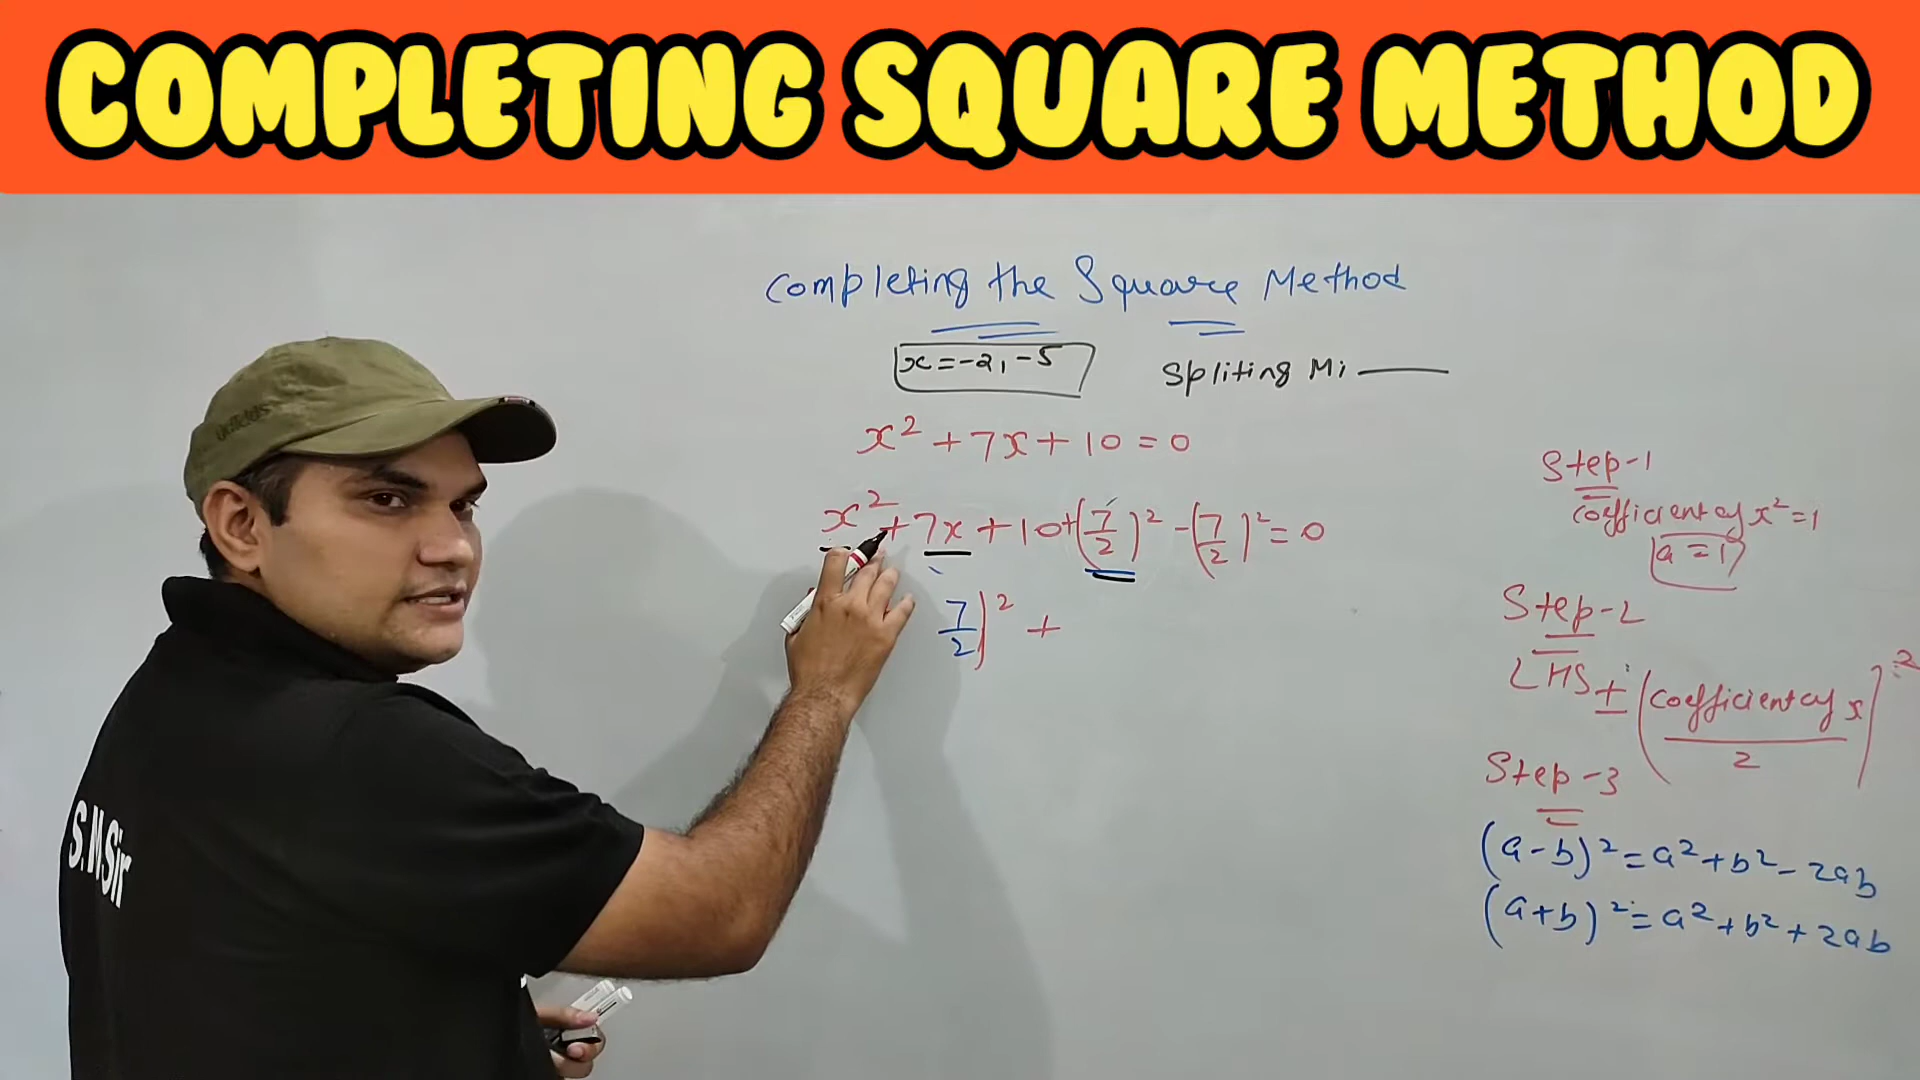 COMPLETING SQUARE METHOD
Completing the Square Method
x = -2, -5
Spliting Mi
x² + 7x + 10 = 0
x² + 7x + 10 + (7/2)² - (7/2)² = 0
7/2)² +
Step-1
coefficient of x² = 1
a = 1
Step-2
LHS ± (coefficient of x / 2)²
Step-3
(a-b)² = a² + b² - 2ab
(a+b)² = a² + b² + 2ab
adidas
S.M.Sir